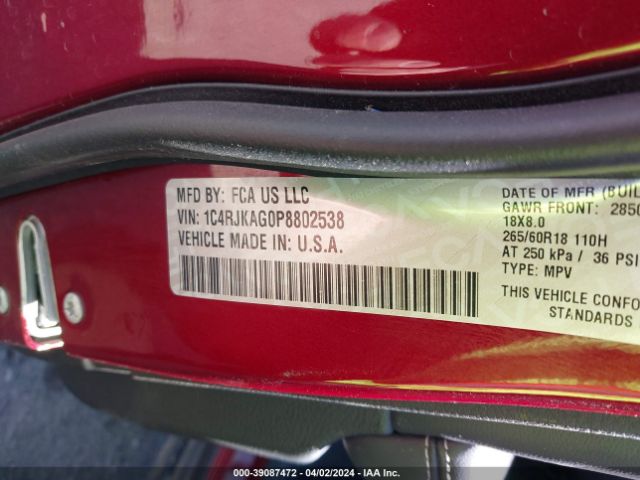 MFD BY: FCA US LLC
VIN: 1C4RJKAG0P8802538
VEHICLE MADE IN: U.S.A.
DATE OF MFR (BUIL
GAWR FRONT: 285
18X8.0
265/60R18 110H
AT 250 kPa / 36 PSI
TYPE: MPV
THIS VEHICLE CONFO
STANDARDS
000-39087472 | 04/02/2024 | IAA Inc.